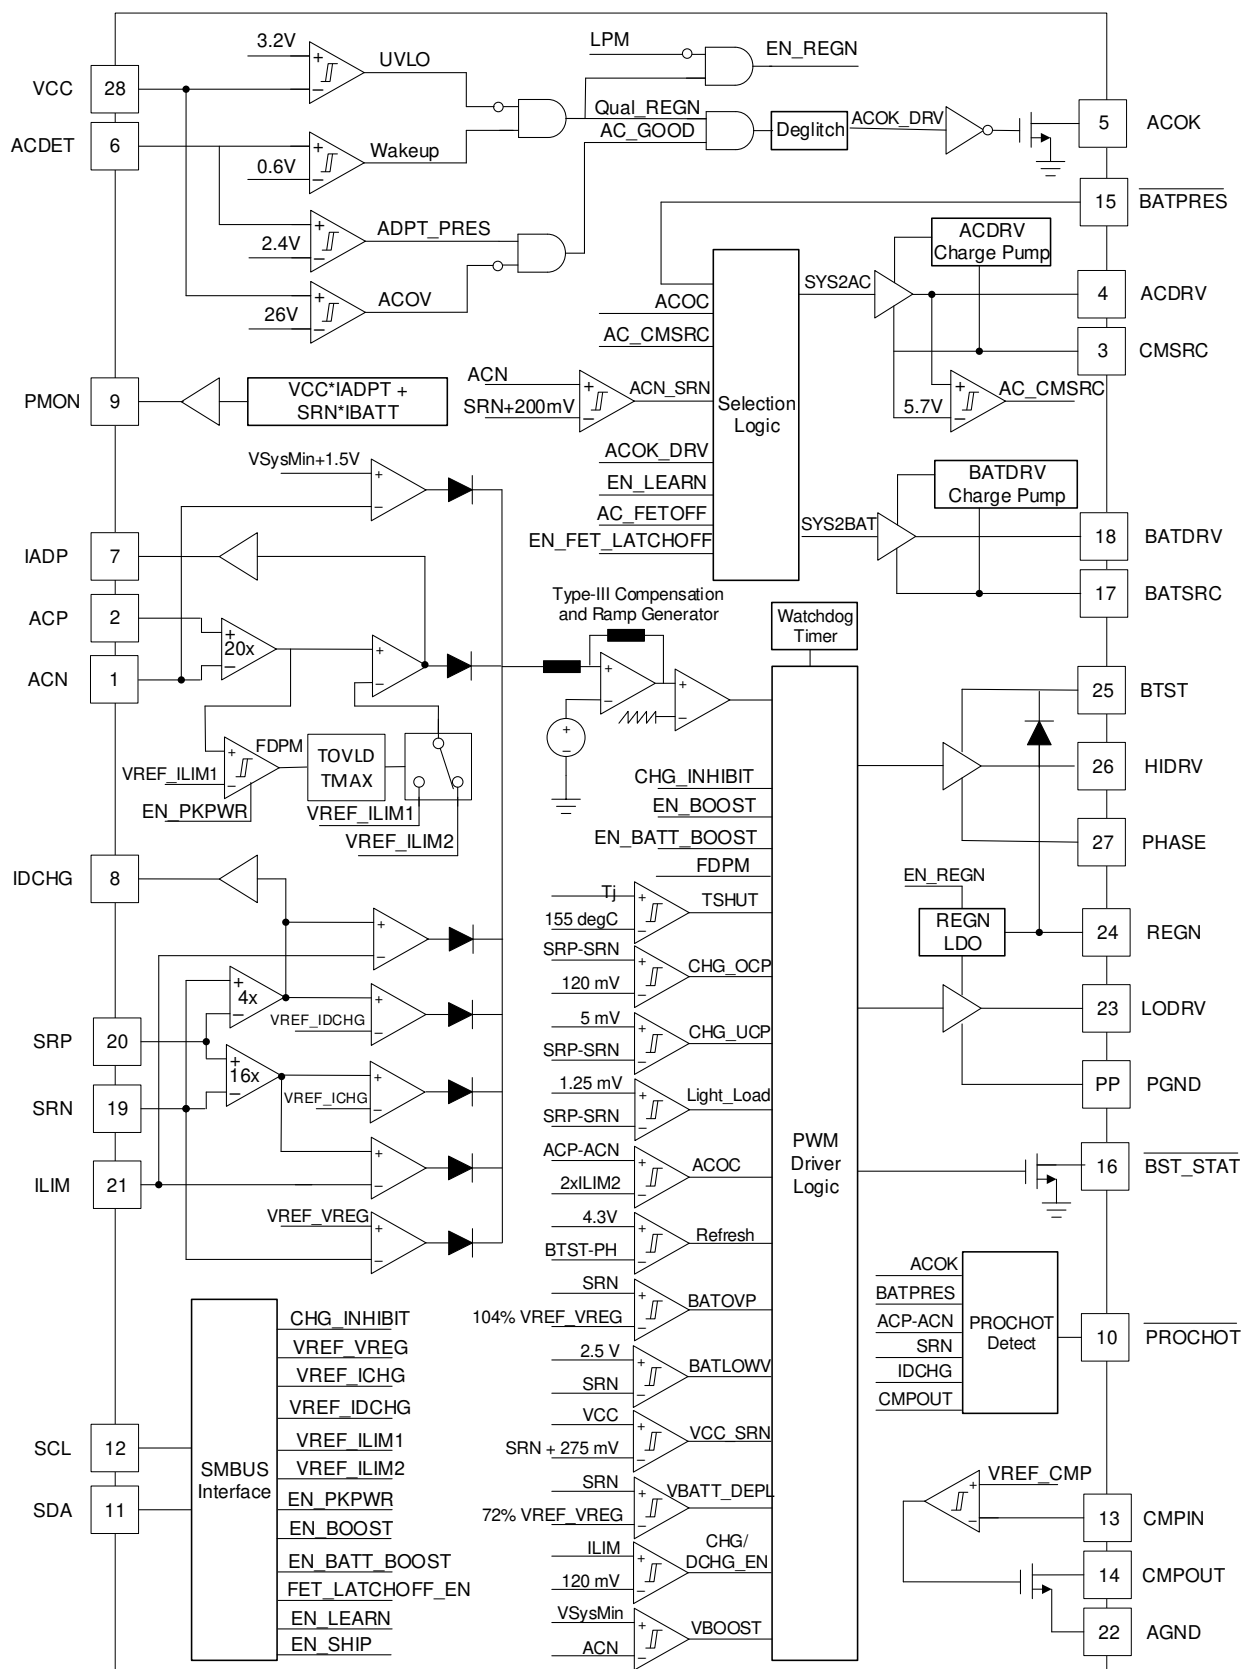 3.2V
UVLO
LPM
EN_REGN
VCC
28
Qual_REGN
AC_GOOD
Deglitch
ACOK_DRV
5
ACOK
ACDET
6
Wakeup
0.6V
15
BATPRES
ADPT_PRES
2.4V
ACDRV
Charge Pump
SYS2AC
4
ACDRV
ACOV
26V
ACOC
AC_CMSRC
3
CMSRC
PMON
9
VCC*IADPT +
SRN*IBATT
ACN
SRN+200mV
ACN_SRN
Selection
Logic
5.7V
AC_CMSRC
VSysMin+1.5V
ACOK_DRV
EN_LEARN
AC_FETOFF
EN_FET_LATCHOFF
BATDRV
Charge Pump
SYS2BAT
18
BATDRV
IADP
7
17
BATSRC
ACP
2
20x
ACN
1
Type-III Compensation
and Ramp Generator
Watchdog
Timer
25
BTST
FDPM
TOVLD
TMAX
VREF_ILIM1
EN_PKPWR
VREF_ILIM1
VREF_ILIM2
CHG_INHIBIT
EN_BOOST
EN_BATT_BOOST
FDPM
26
HIDRV
27
PHASE
IDCHG
8
Tj
155 degC
TSHUT
EN_REGN
REGN
LDO
24
REGN
SRP-SRN
120 mV
CHG_OCP
4x
VREF_IDCHG
23
LODRV
SRP
20
5 mV
SRP-SRN
CHG_UCP
16x
VREF_ICHG
1.25 mV
SRP-SRN
Light_Load
PP
PGND
SRN
19
PWM
Driver
Logic
ILIM
21
ACP-ACN
2xILIM2
ACOC
16
BST_STAT
VREF_VREG
4.3V
BTST-PH
Refresh
SRN
104% VREF_VREG
BATOVP
ACOK
BATPRES
ACP-ACN
SRN
IDCHG
CMPOUT
PROCHOT
Detect
10
PROCHOT
2.5 V
SRN
BATLOWV
VCC
SRN + 275 mV
VCC_SRN
SRN
72% VREF_VREG
VBATT_DEPL
ILIM
120 mV
CHG/
DCHG_EN
VSysMin
ACN
VBOOST
SCL
12
SDA
11
SMBUS
Interface
CHG_INHIBIT
VREF_VREG
VREF_ICHG
VREF_IDCHG
VREF_ILIM1
VREF_ILIM2
EN_PKPWR
EN_BOOST
EN_BATT_BOOST
FET_LATCHOFF_EN
EN_LEARN
EN_SHIP
VREF_CMP
13
CMPIN
14
CMPOUT
22
AGND